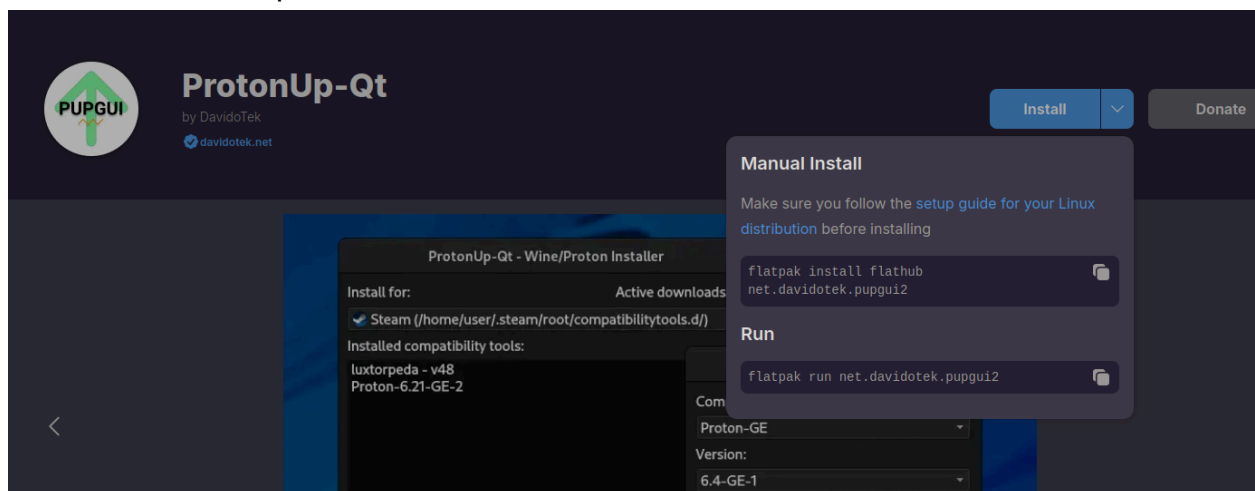 PUPGUI
ProtonUp-Qt
by DavidoTek
davidotek.net
Install
Donate
Manual Install
Make sure you follow the setup guide for your Linux
distribution before installing
flatpak install flathub
net.davidotek.pupgui2
Run
flatpak run net.davidotek.pupgui2
ProtonUp-Qt - Wine/Proton Installer
Install for:
Active downloads
Steam (/home/user/.steam/root/compatibilitytools.d/)
Installed compatibility tools:
luxtorpeda - v48
Proton-6.21-GE-2
Com
Proton-GE
Version:
6.4-GE-1